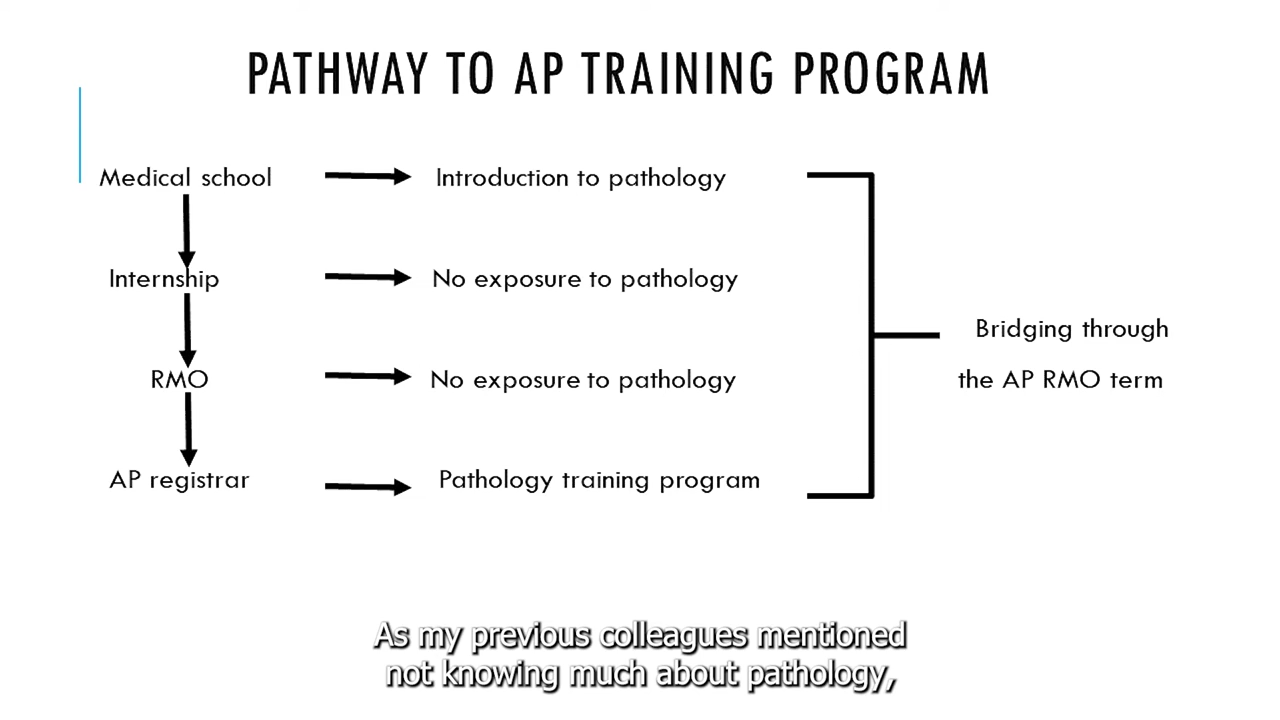 PATHWAY TO AP TRAINING PROGRAM
Medical school
Introduction to pathology
Internship
No exposure to pathology
RMO
No exposure to pathology
AP registrar
Pathology training program
Bridging through
the AP RMO term
As my previous colleagues mentioned
not knowing much about pathology,